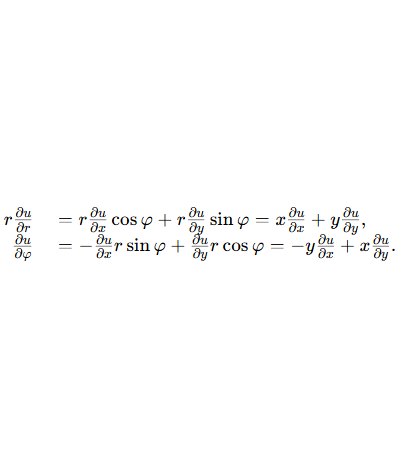 r ∂u/∂r = r ∂u/∂x cos φ + r ∂u/∂y sin φ = x ∂u/∂x + y ∂u/∂y,
∂u/∂φ = − ∂u/∂x r sin φ + ∂u/∂y r cos φ = −y ∂u/∂x + x ∂u/∂y.